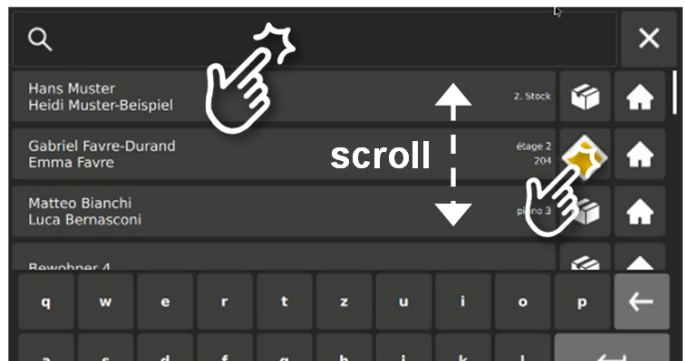 Hans Muster
Heidi Muster-Beispiel
2. Stock
Gabriel Favre-Durand
Emma Favre
étage 2
204
scroll
Matteo Bianchi
Luca Bernasconi
piano 3
Bewohner 4
q w e r t z u i o p
a s d f g h j k l